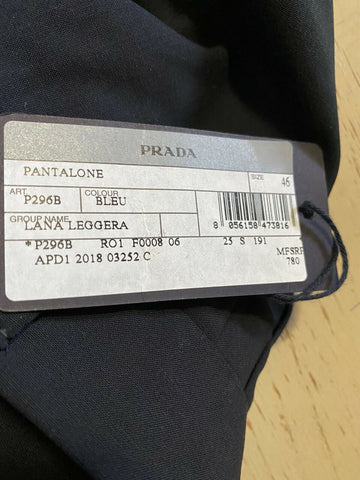 PRADA
PANTALONE SIZE 46
ART P296B COLOUR BLEU
GROUP NAME LANA LEGGERA
8 056158 473816
*P296B RO1 F0008 06 25 S 191
APD1 2018 03252 C MFSRP
780